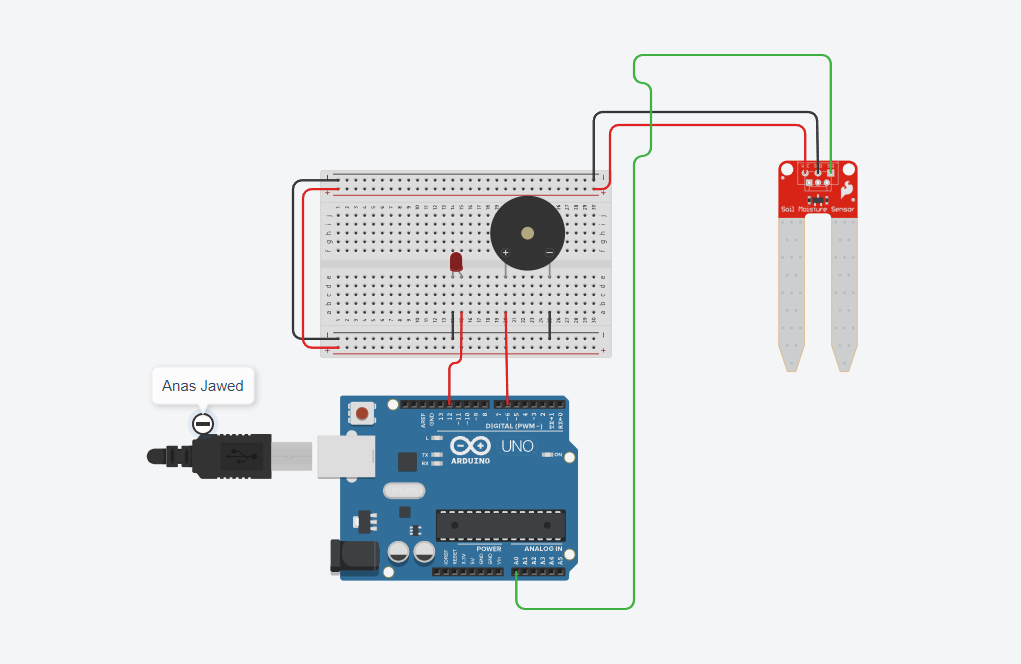 Soil Moisture Sensor
Anas Jawed
AREF
GND
13
12
~11
~10
~9
8
7
~6
~5
4
~3
2
TX→1
RX←0
DIGITAL (PWM~)
L
TX
RX
UNO
ARDUINO
ON
POWER
ANALOG IN
IOREF
RESET
3.3V
5V
GND
GND
Vin
A0
A1
A2
A3
A4
A5